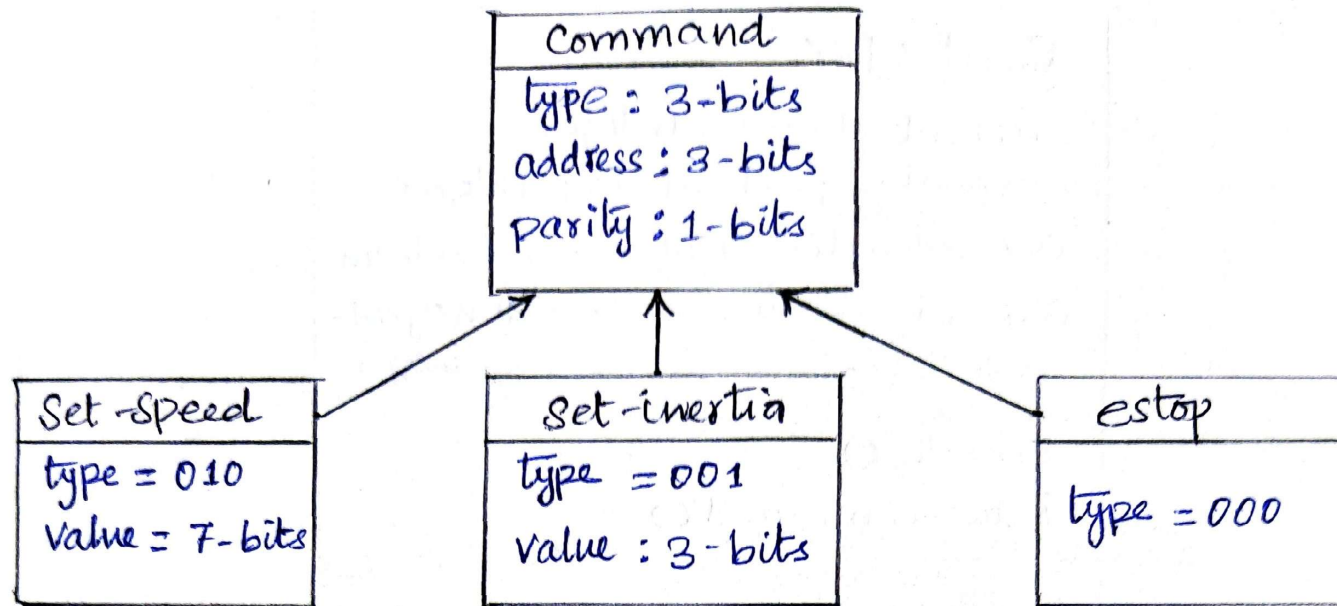 Command
type : 3-bits
address : 3-bits
parity : 1-bits
Set-speed
type = 010
value = 7-bits
set-inertia
type = 001
value : 3-bits
estop
type = 000